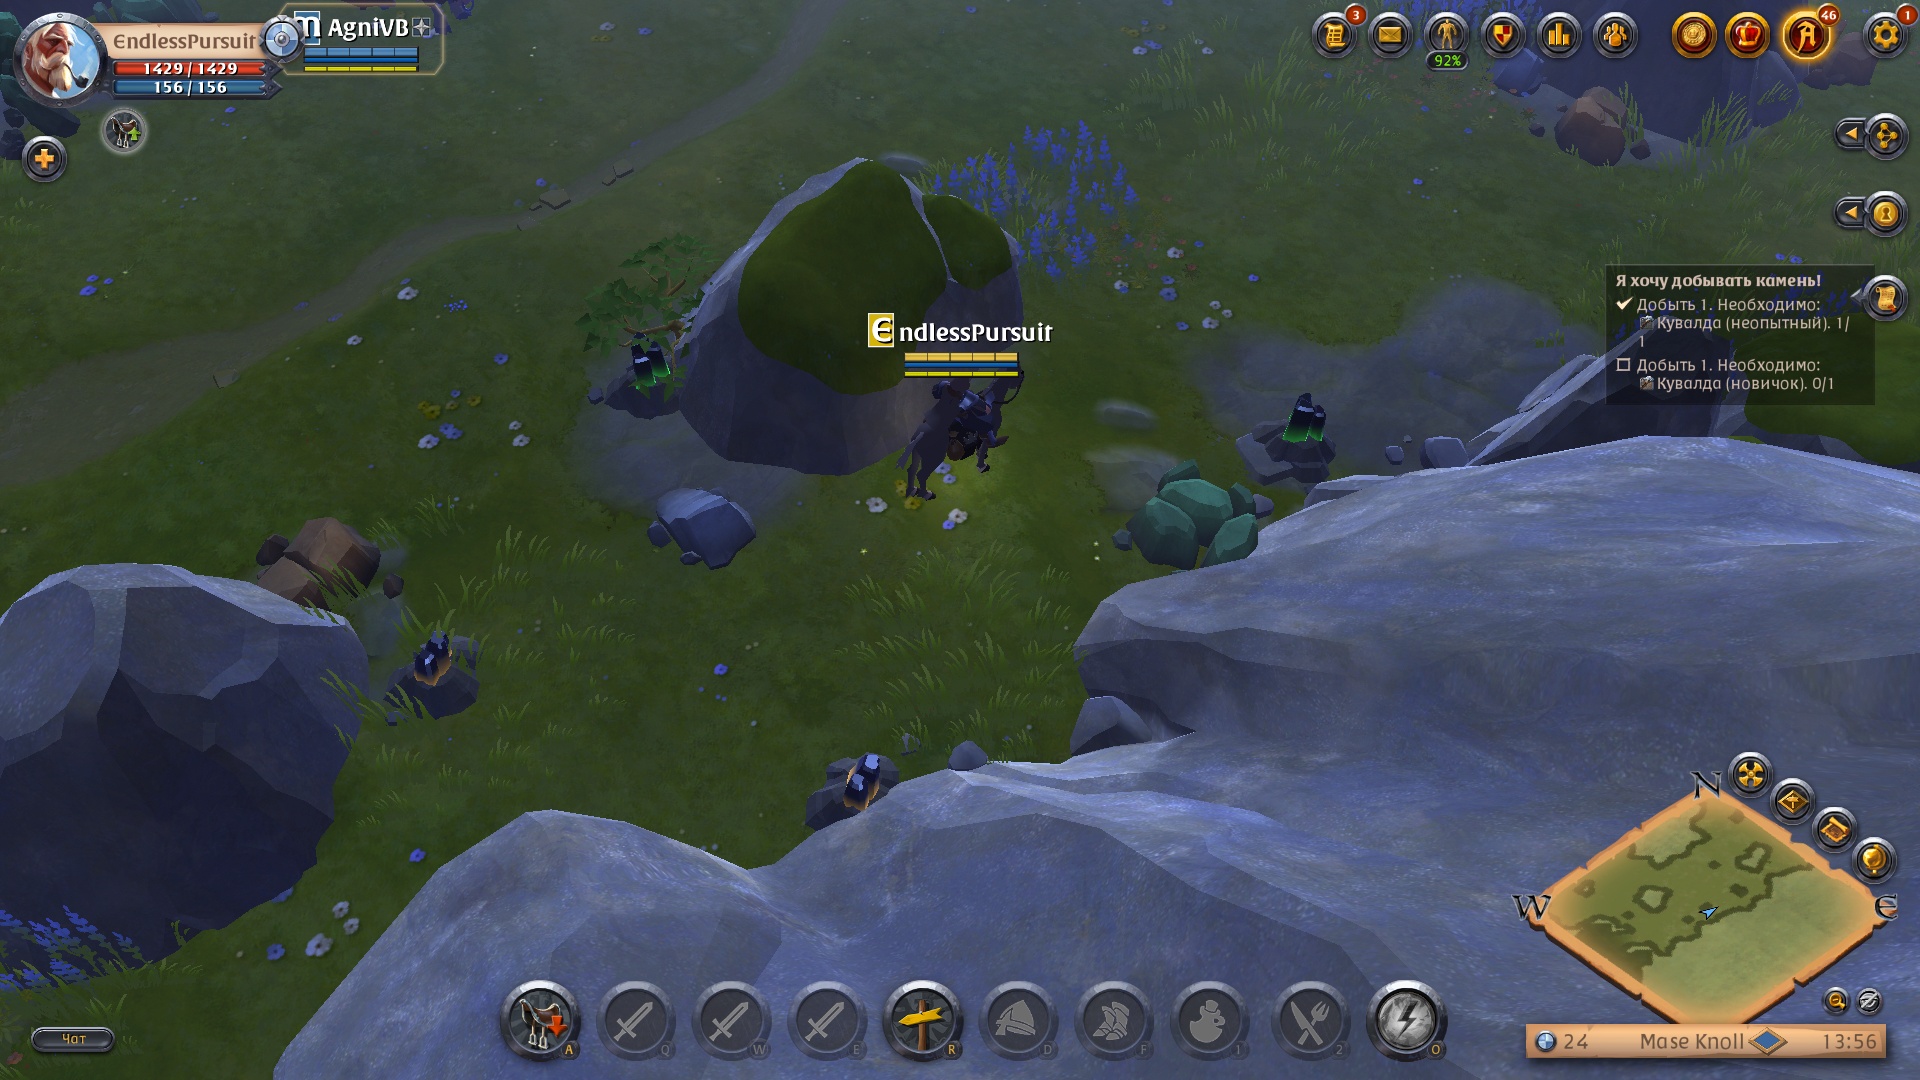 EndlessPursuit
1429 / 1429
156 / 156
AgniVB
3
92%
46
1
Я хочу добывать камень!
Добыть 1. Необходимо:
Кувалда (неопытный). 1/
1
Добыть 1. Необходимо:
Кувалда (новичок). 0/1
EndlessPursuit
N
W
E
Чат
A
Q
W
E
R
D
F
1
2
O
24
Mase Knoll
13:56